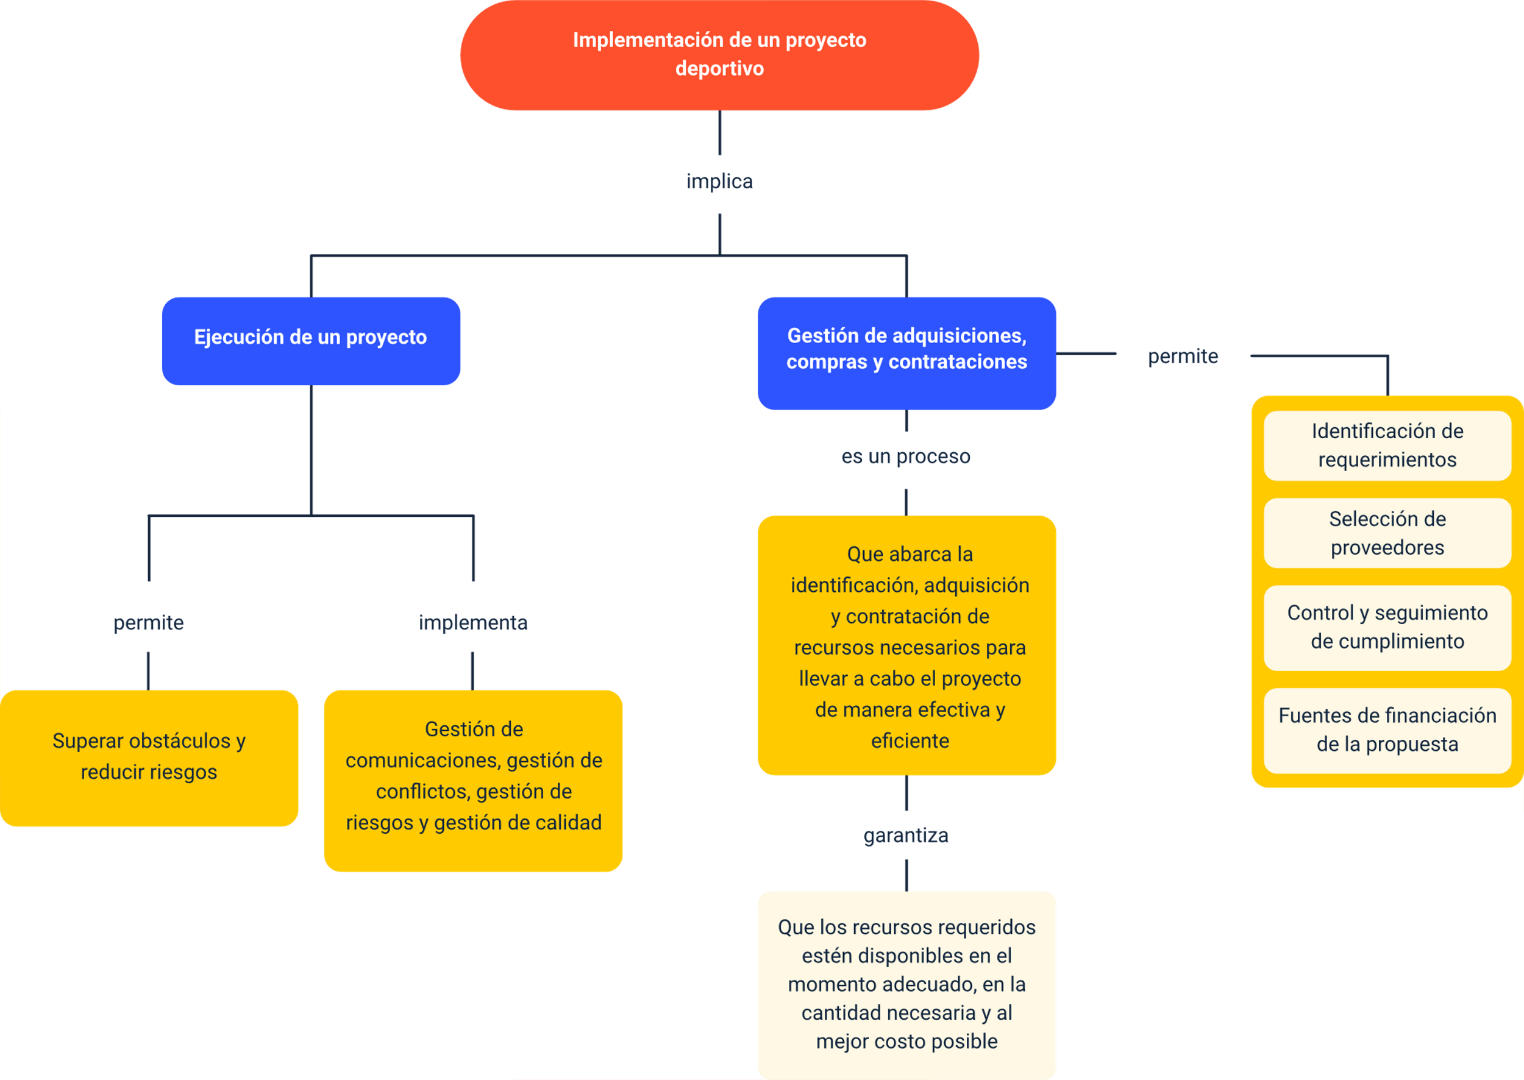 Implementación de un proyecto
deportivo
implica
Ejecución de un proyecto
permite
Superar obstáculos y
reducir riesgos
implementa
Gestión de
comunicaciones, gestión de
conflictos, gestión de
riesgos y gestión de calidad
Gestión de adquisiciones,
compras y contrataciones
es un proceso
Que abarca la
identificación, adquisición
y contratación de
recursos necesarios para
llevar a cabo el proyecto
de manera efectiva y
eficiente
garantiza
Que los recursos requeridos
estén disponibles en el
momento adecuado, en la
cantidad necesaria y al
mejor costo posible
permite
Identificación de
requerimientos
Selección de
proveedores
Control y seguimiento
de cumplimiento
Fuentes de financiación
de la propuesta